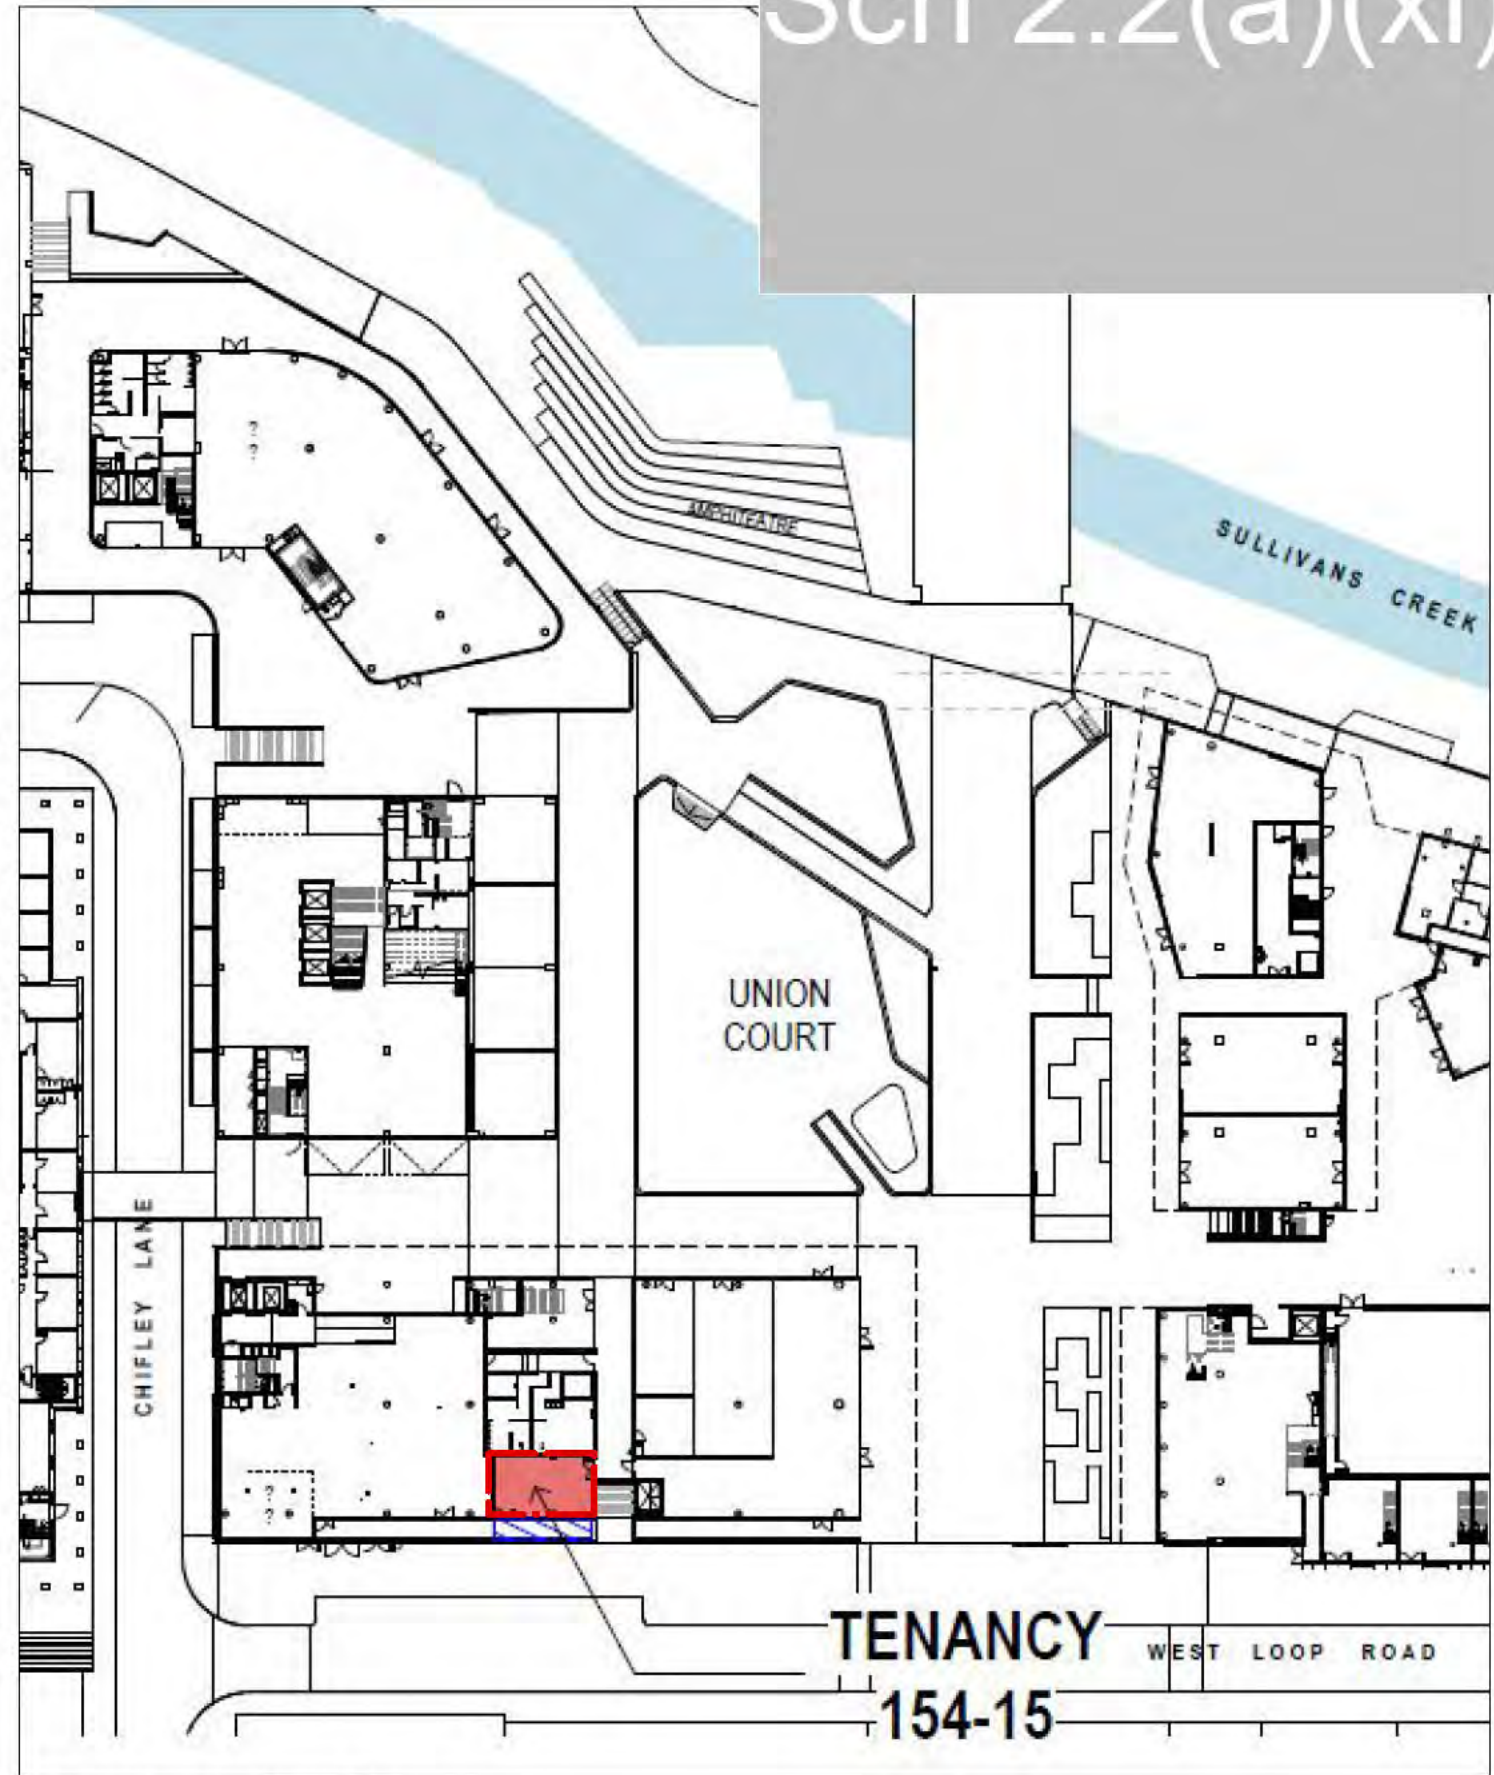 Sch 2.2(a)(xi)
AMPHITEATRE
SULLIVANS CREEK
?
?
UNION
COURT
CHIFLEY LANE
?
?
TENANCY
154-15
WEST LOOP ROAD